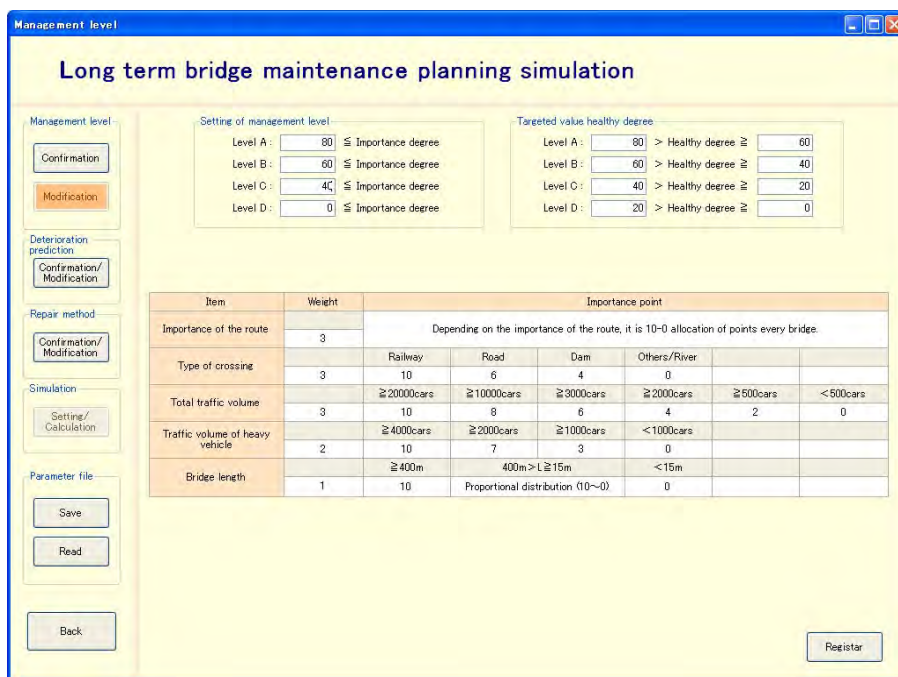 Management level
Long term bridge maintenance planning simulation
Management level
Confirmation
Modification
Deterioration
prediction
Confirmation/
Modification
Repair method
Confirmation/
Modification
Simulation
Setting/
Calculation
Parameter file
Save
Read
Back
Setting of management level
Level A : 80 ≦ Importance degree
Level B : 60 ≦ Importance degree
Level C : 40 ≦ Importance degree
Level D : 0 ≦ Importance degree
Targeted value healthy degree
Level A : 80 > Healthy degree ≧ 60
Level B : 60 > Healthy degree ≧ 40
Level C : 40 > Healthy degree ≧ 20
Level D : 20 > Healthy degree ≧ 0
Item Weight Importance point
Importance of the route 3 Depending on the importance of the route, it is 10-0 allocation of points every bridge.
Type of crossing
Railway Road Dam Others/River
3 10 6 4 0
Total traffic volume
≧20000cars ≧10000cars ≧3000cars ≧2000cars ≧500cars <500cars
3 10 8 6 4 2 0
Traffic volume of heavy
vehicle
≧4000cars ≧2000cars ≧1000cars <1000cars
2 10 7 3 0
Bridge length
≧400m 400m>L≧15m <15m
1 10 Proportional distribution (10～0) 0
Registar